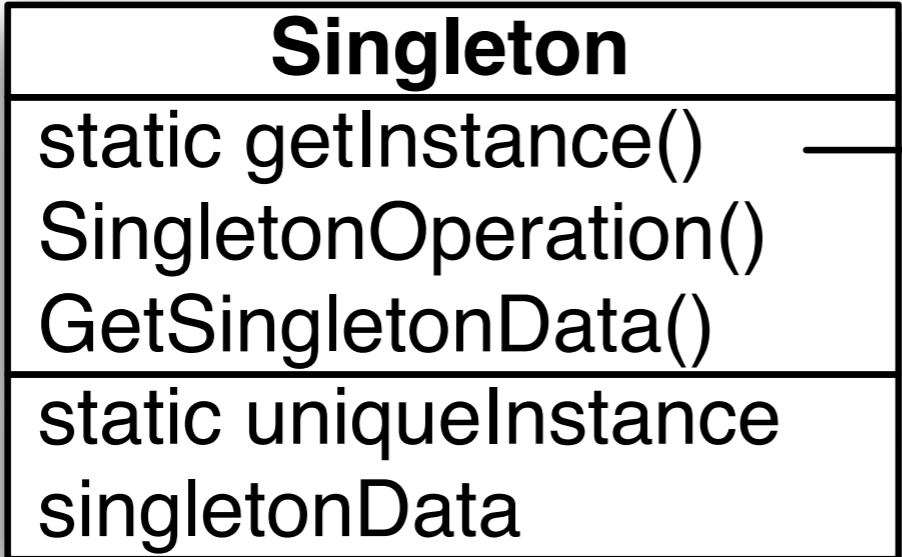 Singleton
static getInstance()
SingletonOperation()
GetSingletonData()
static uniqueInstance
singletonData